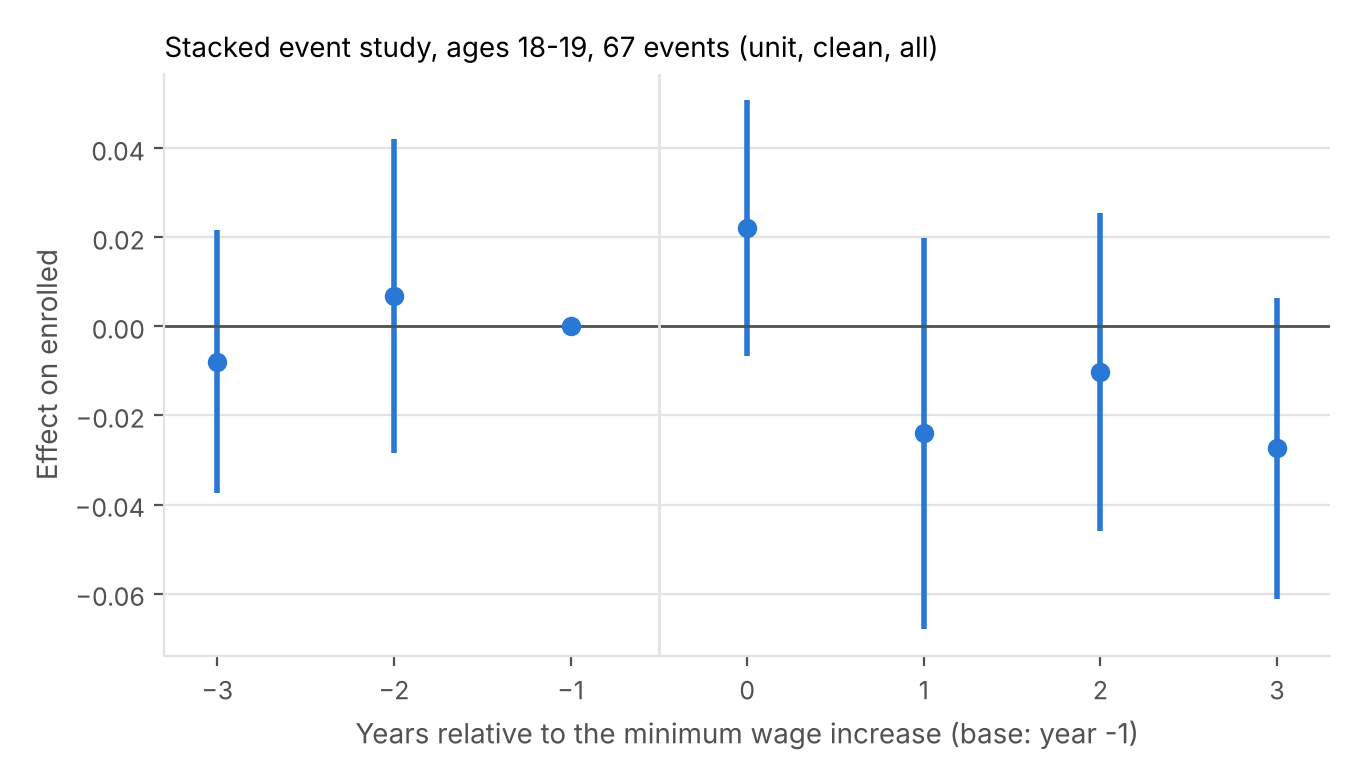 Stacked event study, ages 18-19, 67 events (unit, clean, all)
Effect on enrolled
0.04
0.02
0.00
−0.02
−0.04
−0.06
−3 −2 −1 0 1 2 3
Years relative to the minimum wage increase (base: year -1)